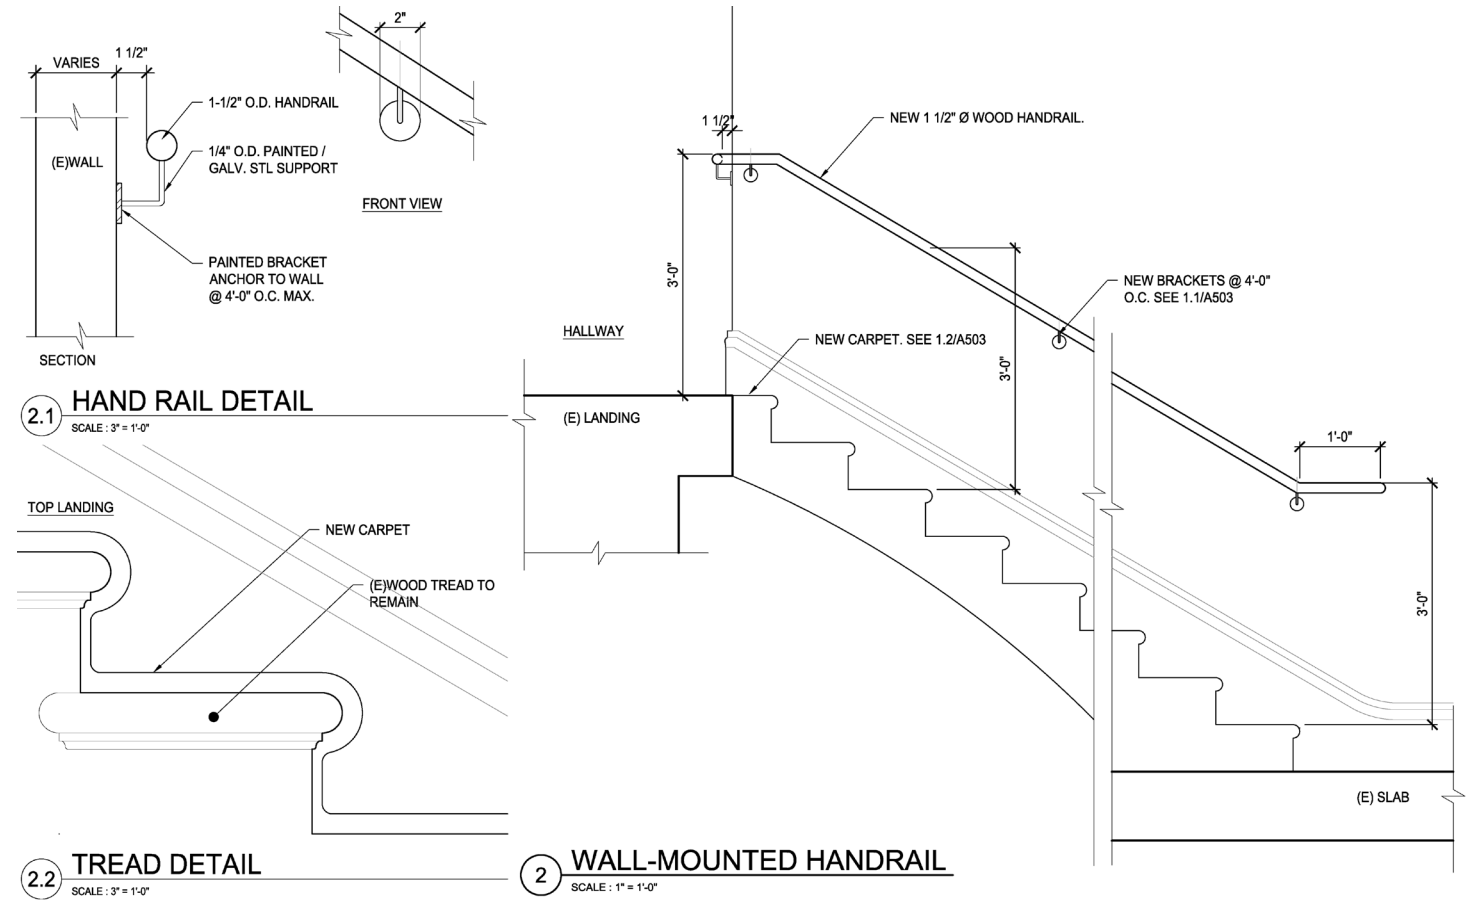 VARIES
1 1/2"
2"
1-1/2" O.D. HANDRAIL
(E)WALL
1/4" O.D. PAINTED /
GALV. STL SUPPORT
FRONT VIEW
PAINTED BRACKET
ANCHOR TO WALL
@ 4'-0" O.C. MAX.
SECTION
2.1
HAND RAIL DETAIL
SCALE : 3" = 1'-0"
TOP LANDING
NEW CARPET
(E)WOOD TREAD TO
REMAIN
2.2
TREAD DETAIL
SCALE : 3" = 1'-0"
1 1/2"
NEW 1 1/2" Ø WOOD HANDRAIL.
3'-0"
NEW BRACKETS @ 4'-0"
O.C. SEE 1.1/A503
HALLWAY
NEW CARPET. SEE 1.2/A503
3'-0"
(E) LANDING
1'-0"
3'-0"
(E) SLAB
2
WALL-MOUNTED HANDRAIL
SCALE : 1" = 1'-0"